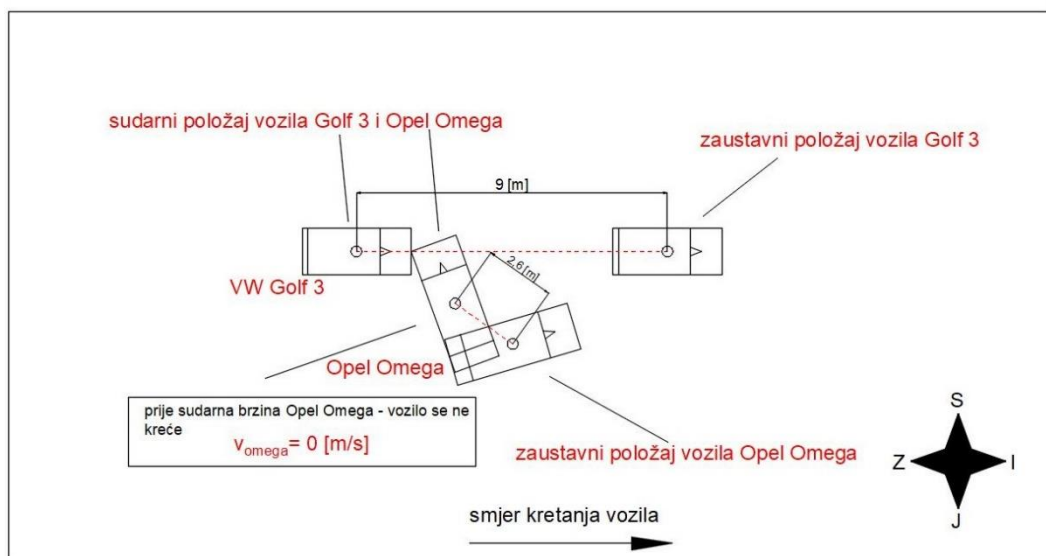 sudarni položaj vozila Golf 3 i Opel Omega
zaustavni položaj vozila Golf 3
9 [m]
2,6 [m]
VW Golf 3
Opel Omega
prije sudarna brzina Opel Omega - vozilo se ne
kreće
vomega= 0 [m/s]
zaustavni položaj vozila Opel Omega
smjer kretanja vozila
S
Z
I
J